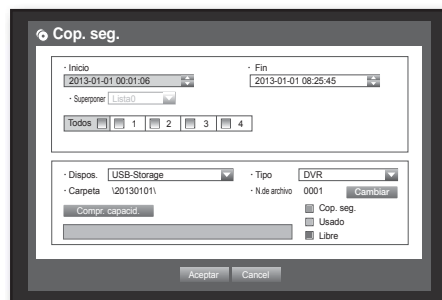 Cop. seg.
· Inicio
· Fin
2013-01-01 00:01:06
2013-01-01 08:25:45
· Superponer
Lista0
Todos 1 2 3 4
· Dispos. USB-Storage
· Tipo DVR
· Carpeta \20130101\
· N.de archivo 0001 Cambiar
Compr. capacid.
Cop. seg.
Usado
Libre
Aceptar Cancel